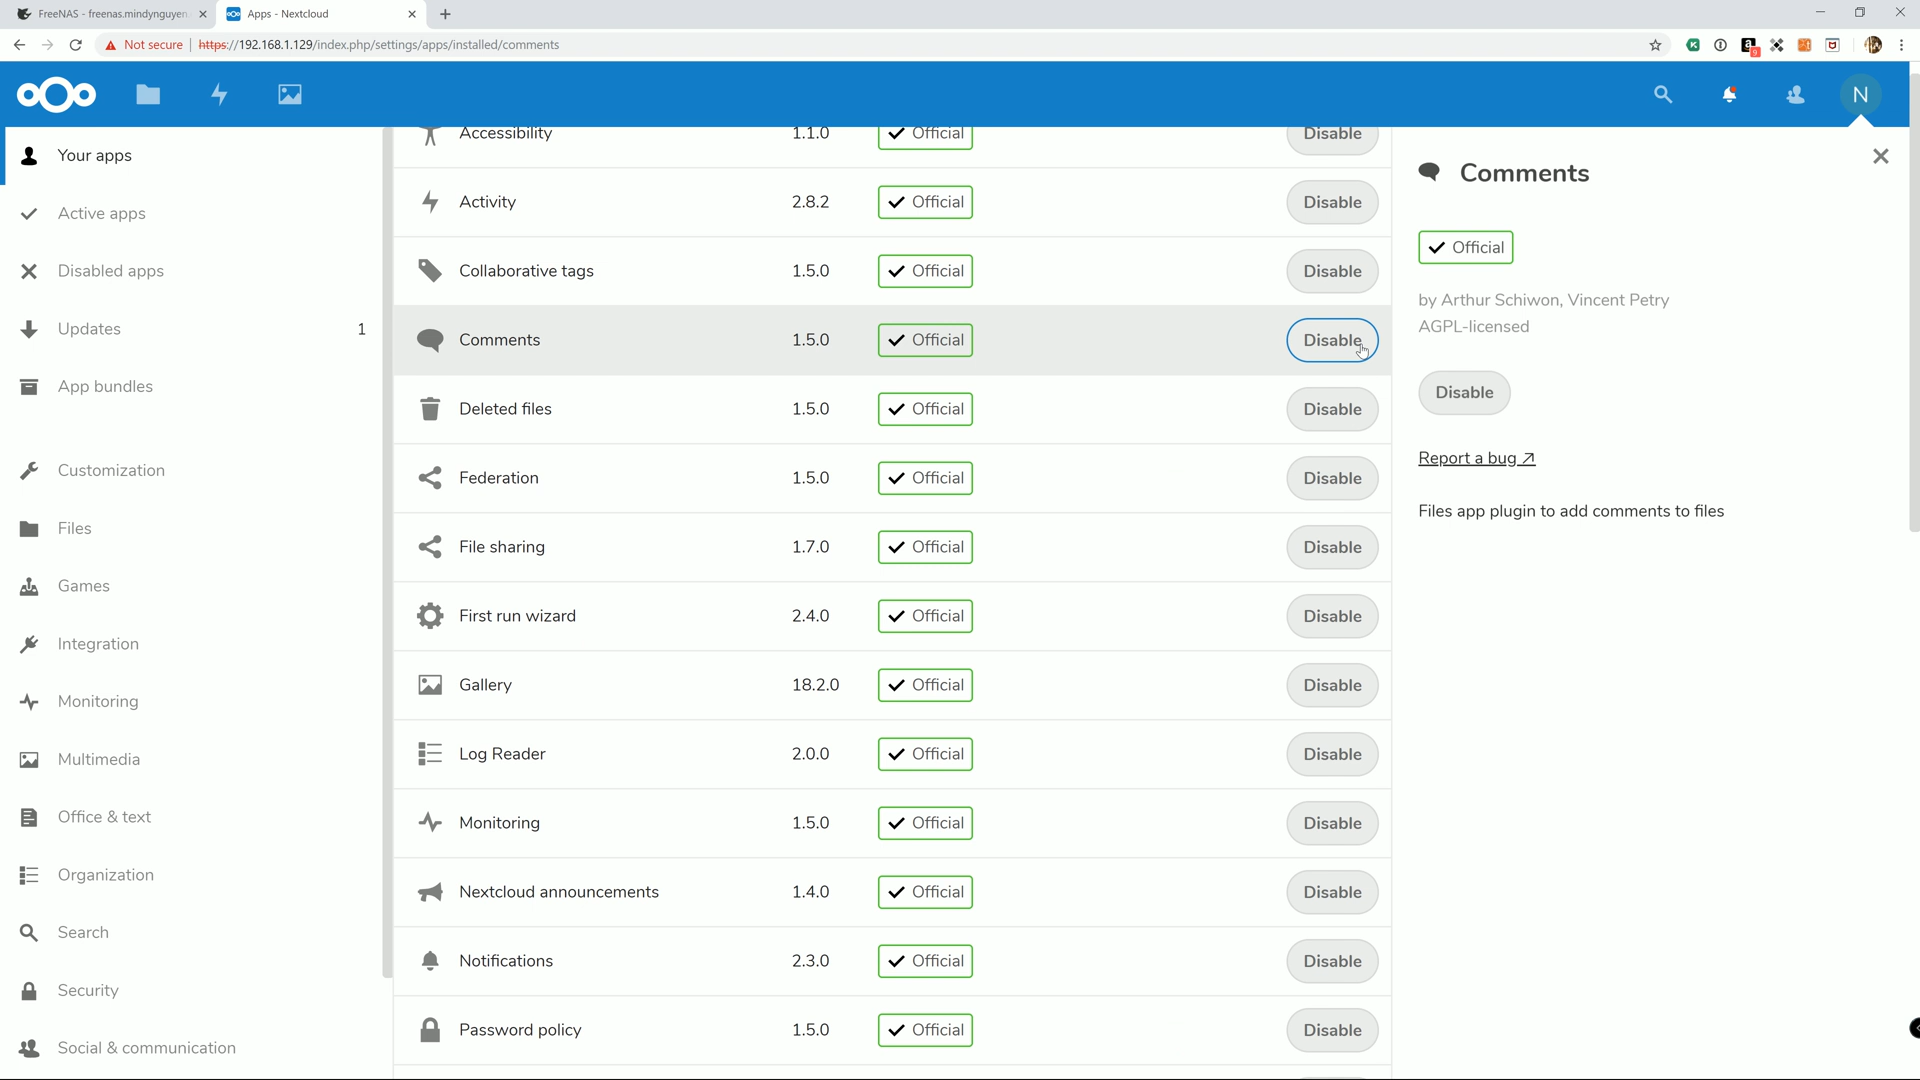 FreeNAS - freenas.mindynguyen
Apps - Nextcloud
Not secure
https://192.168.1.129/index.php/settings/apps/installed/comments
9
N
Your apps
Active apps
Disabled apps
Updates 1
App bundles
Customization
Files
Games
Integration
Monitoring
Multimedia
Office & text
Organization
Search
Security
Social & communication
Accessibility 1.1.0 Official Disable
Activity 2.8.2 Official Disable
Collaborative tags 1.5.0 Official Disable
Comments 1.5.0 Official Disable
Deleted files 1.5.0 Official Disable
Federation 1.5.0 Official Disable
File sharing 1.7.0 Official Disable
First run wizard 2.4.0 Official Disable
Gallery 18.2.0 Official Disable
Log Reader 2.0.0 Official Disable
Monitoring 1.5.0 Official Disable
Nextcloud announcements 1.4.0 Official Disable
Notifications 2.3.0 Official Disable
Password policy 1.5.0 Official Disable
Comments
Official
by Arthur Schiwon, Vincent Petry
AGPL-licensed
Disable
Report a bug ↗
Files app plugin to add comments to files